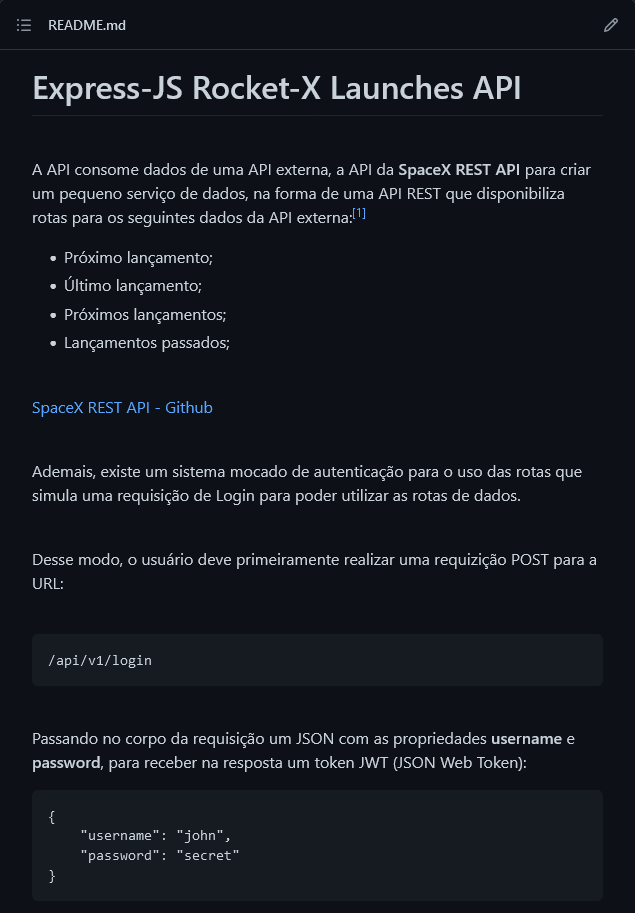 README.md
Express-JS Rocket-X Launches API
A API consome dados de uma API externa, a API da SpaceX REST API para criar
um pequeno serviço de dados, na forma de uma API REST que disponibiliza
rotas para os seguintes dados da API externa:[1]
• Próximo lançamento;
• Último lançamento;
• Próximos lançamentos;
• Lançamentos passados;
SpaceX REST API - Github
Ademais, existe um sistema mocado de autenticação para o uso das rotas que
simula uma requisição de Login para poder utilizar as rotas de dados.
Desse modo, o usuário deve primeiramente realizar uma requizição POST para a
URL:
/api/v1/login
Passando no corpo da requisição um JSON com as propriedades username e
password, para receber na resposta um token JWT (JSON Web Token):
{
    "username": "john",
    "password": "secret"
}